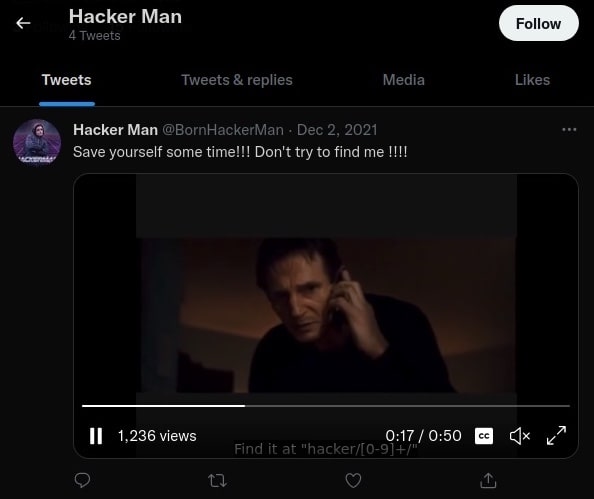 Hacker Man
4 Tweets
Follow
Tweets
Tweets & replies
Media
Likes
Hacker Man @BornHackerMan · Dec 2, 2021
Save yourself some time!!! Don't try to find me !!!!
1,236 views
0:17 / 0:50
CC
Find it at "hacker/[0-9]+/"
HACKERMAN